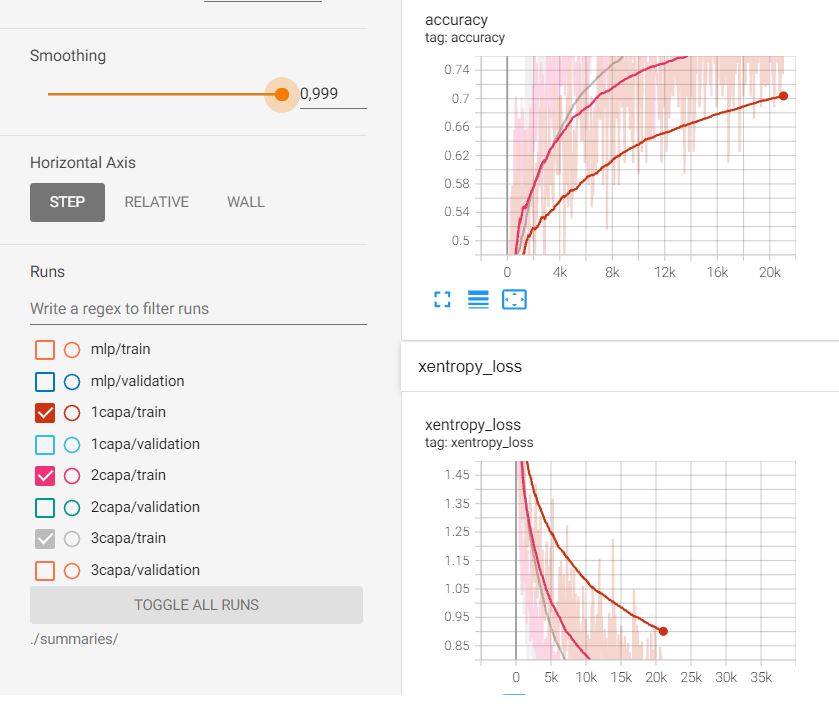 Smoothing
0,999
Horizontal Axis
STEP RELATIVE WALL
Runs
Write a regex to filter runs
mlp/train
mlp/validation
1capa/train
1capa/validation
2capa/train
2capa/validation
3capa/train
3capa/validation
TOGGLE ALL RUNS
./summaries/
accuracy
tag: accuracy
0.74
0.7
0.66
0.62
0.58
0.54
0.5
0 4k 8k 12k 16k 20k
xentropy_loss
xentropy_loss
tag: xentropy_loss
1.45
1.35
1.25
1.15
1.05
0.95
0.85
0 5k 10k 15k 20k 25k 30k 35k